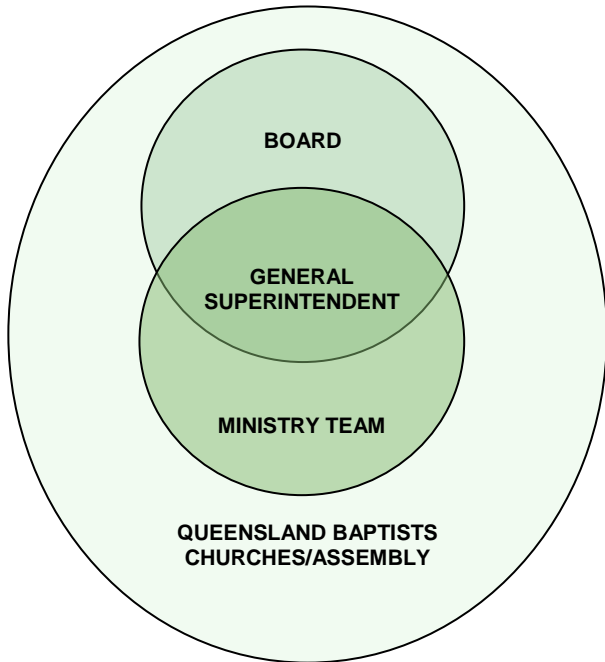 BOARD
GENERAL
SUPERINTENDENT
MINISTRY TEAM
QUEENSLAND BAPTISTS
CHURCHES/ASSEMBLY